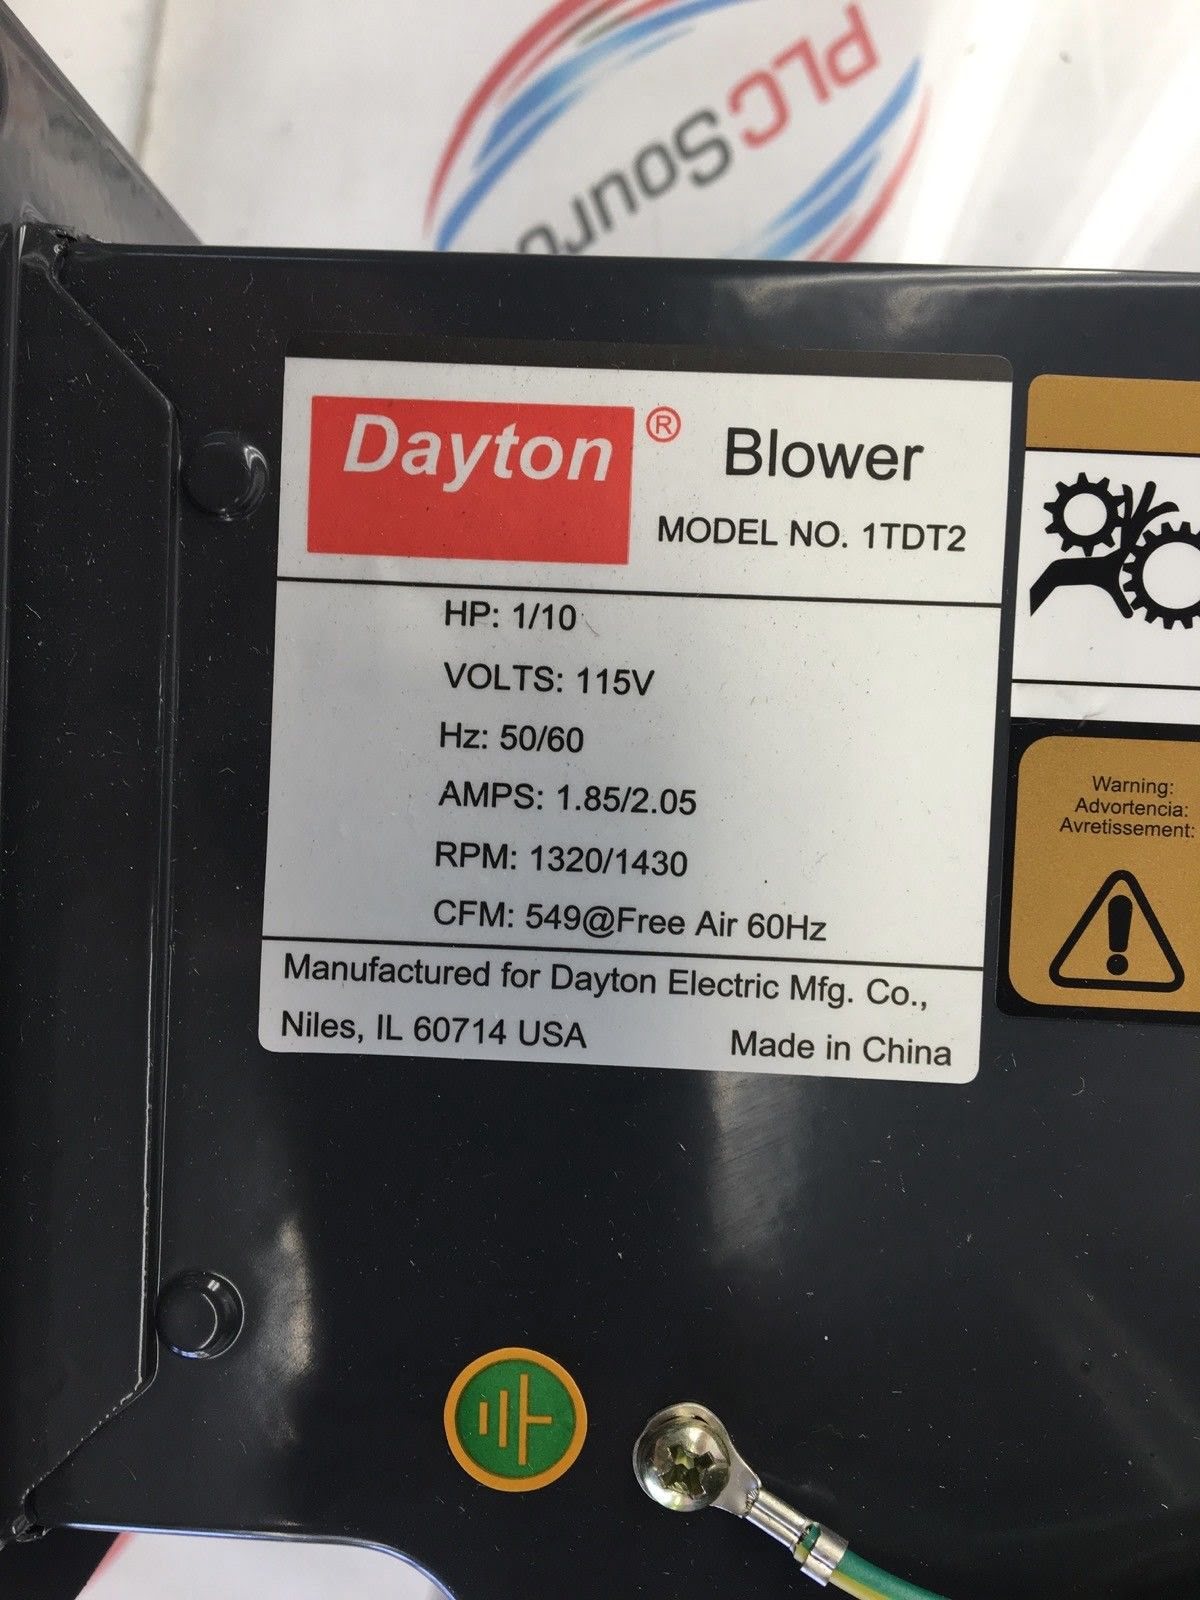 PLCSour
Dayton® Blower
MODEL NO. 1TDT2
HP: 1/10
VOLTS: 115V
Hz: 50/60
AMPS: 1.85/2.05
RPM: 1320/1430
CFM: 549@Free Air 60Hz
Manufactured for Dayton Electric Mfg. Co.,
Niles, IL 60714 USA Made in China
Warning:
Advortencia:
Avretissement: